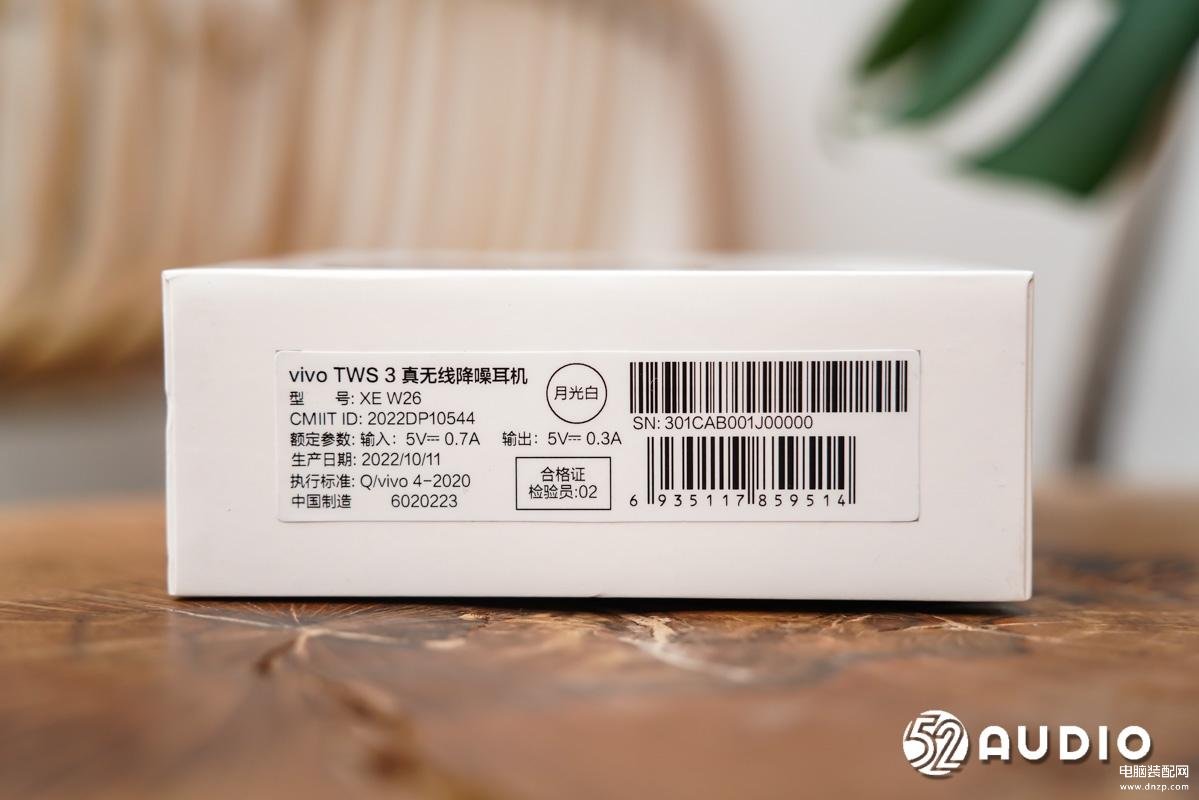 vivo TWS 3 真无线降噪耳机
型 号: XE W26
CMIIT ID: 2022DP10544
额定参数: 输入: 5V⎓ 0.7A 输出: 5V⎓ 0.3A
生产日期: 2022/10/11
执行标准: Q/vivo 4-2020
中国制造 6020223
月光白
合格证
检验员:02
SN: 301CAB001J00000
6 935117 859514
52 AUDIO
电脑装配网
www.dnzp.com